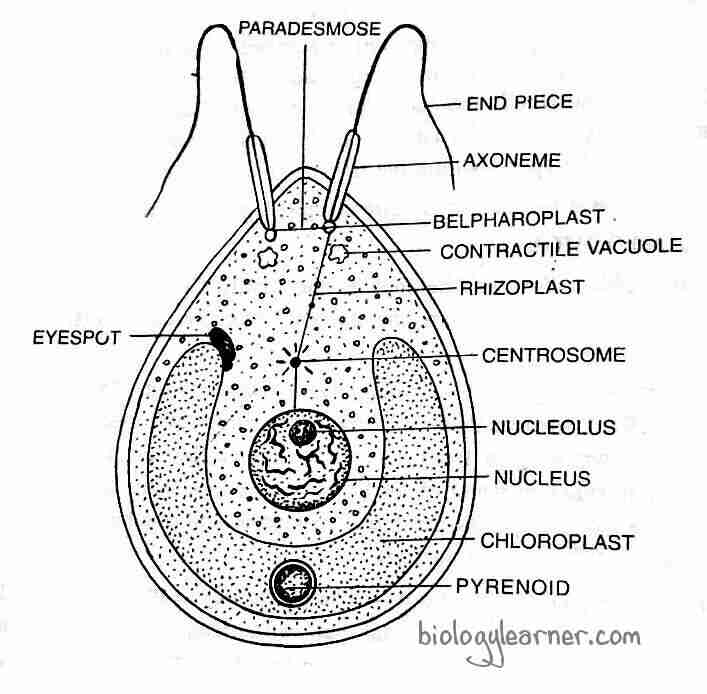 PARADESMOSE
END PIECE
AXONEME
BELPHAROPLAST
CONTRACTILE VACUOLE
RHIZOPLAST
EYESPOT
CENTROSOME
NUCLEOLUS
NUCLEUS
CHLOROPLAST
PYRENOID
biologylearner.com